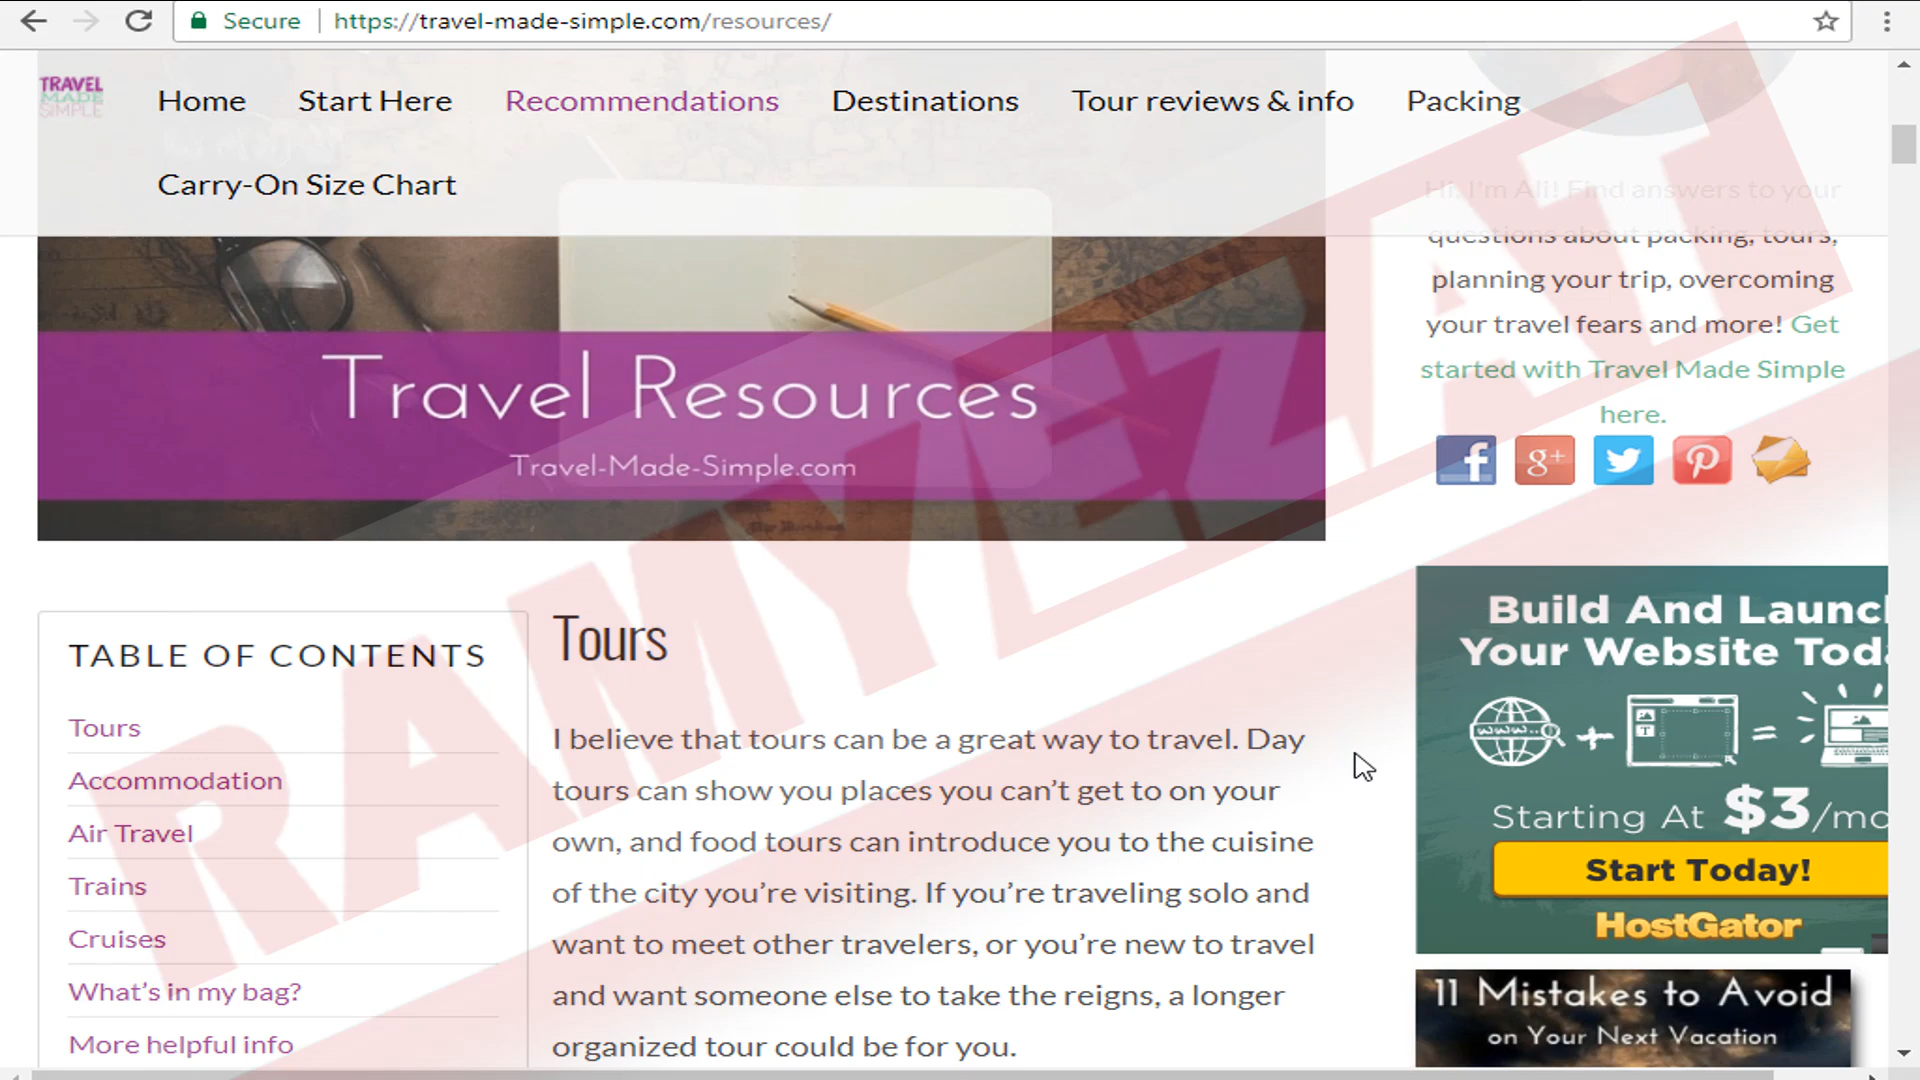 Secure https://travel-made-simple.com/resources/
TRAVEL
MADE
SIMPLE
Home Start Here Recommendations Destinations Tour reviews & info Packing
Carry-On Size Chart
Travel Resources
Travel-Made-Simple.com
Hi, I'm Ali! Find answers to your
questions about packing, tours,
planning your trip, overcoming
your travel fears and more! Get
started with Travel Made Simple
here.
f g+ P
TABLE OF CONTENTS
Tours
Accommodation
Air Travel
Trains
Cruises
What’s in my bag?
More helpful info
Tours
I believe that tours can be a great way to travel. Day
tours can show you places you can’t get to on your
own, and food tours can introduce you to the cuisine
of the city you’re visiting. If you’re traveling solo and
want to meet other travelers, or you’re new to travel
and want someone else to take the reigns, a longer
organized tour could be for you.
Build And Launc
Your Website Tod
www...
T
Starting At $3/mo
Start Today!
HostGator
11 Mistakes to Avoid
on Your Next Vacation
RAMYEZATI